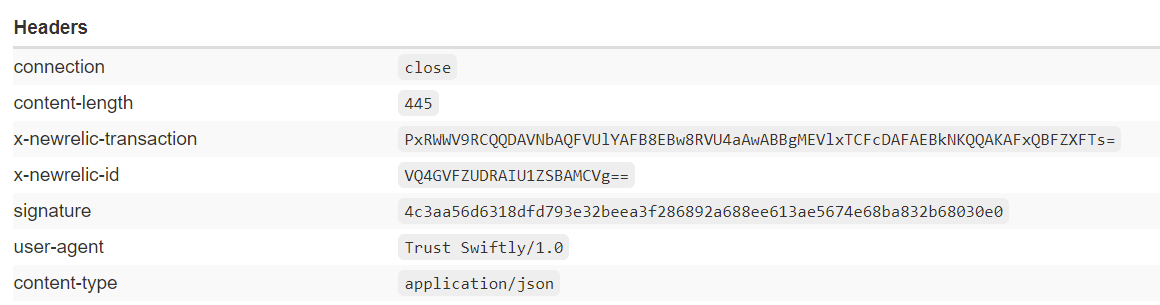 Headers
connection close
content-length 445
x-newrelic-transaction PxRWWV9RCQQDAVNbAQFVUlYAFB8EBw8RVU4aAwABBgMEVlxTCFcDAFAEBkNKQQAKAFxQBFZXFTs=
x-newrelic-id VQ4GVFZUDRAIU1ZSBAMCVg==
signature 4c3aa56d6318dfd793e32beea3f286892a688ee613ae5674e68ba832b68030e0
user-agent Trust Swiftly/1.0
content-type application/json